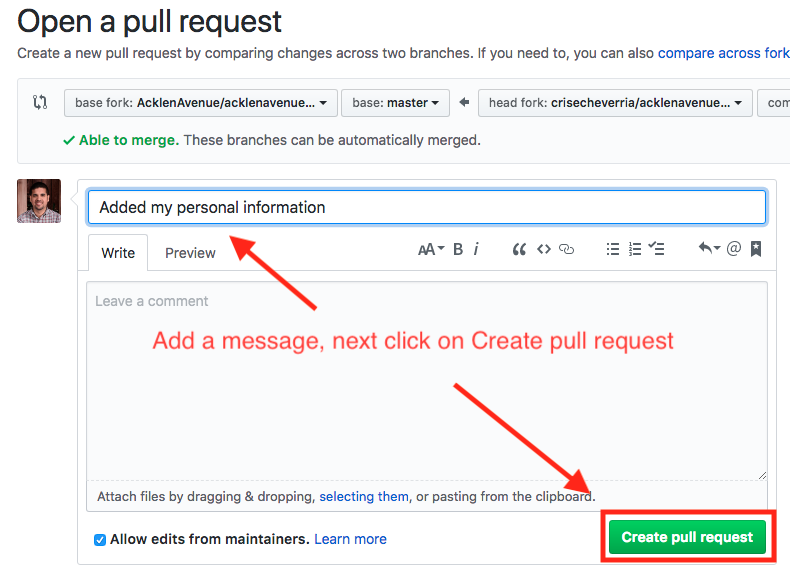 Open a pull request
Create a new pull request by comparing changes across two branches. If you need to, you can also compare across fork
base fork: AcklenAvenue/acklenavenue... base: master head fork: crisecheverria/acklenavenue... com
Able to merge. These branches can be automatically merged.
Added my personal information
Write Preview AA B i
Leave a comment
Add a message, next click on Create pull request
Attach files by dragging & dropping, selecting them, or pasting from the clipboard.
Allow edits from maintainers. Learn more Create pull request